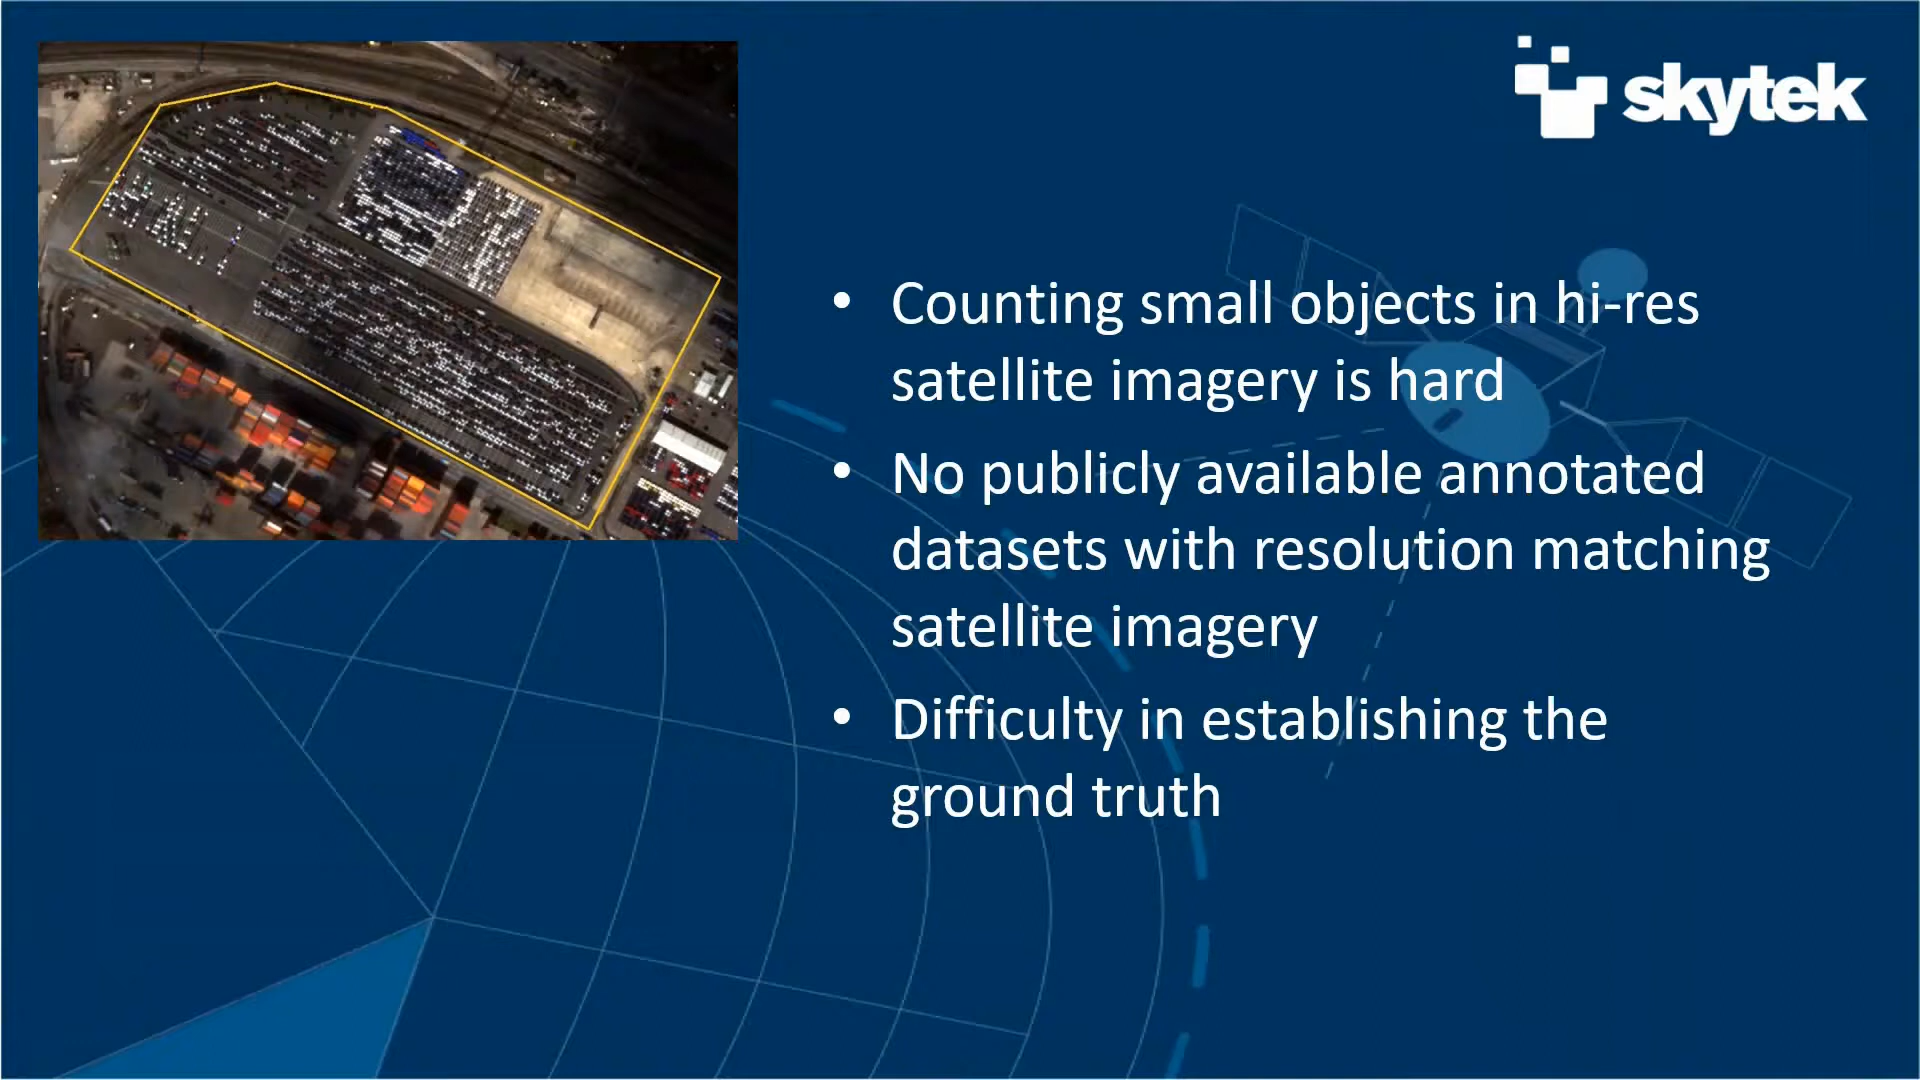 skytek
• Counting small objects in hi-res
satellite imagery is hard
• No publicly available annotated
datasets with resolution matching
satellite imagery
• Difficulty in establishing the
ground truth